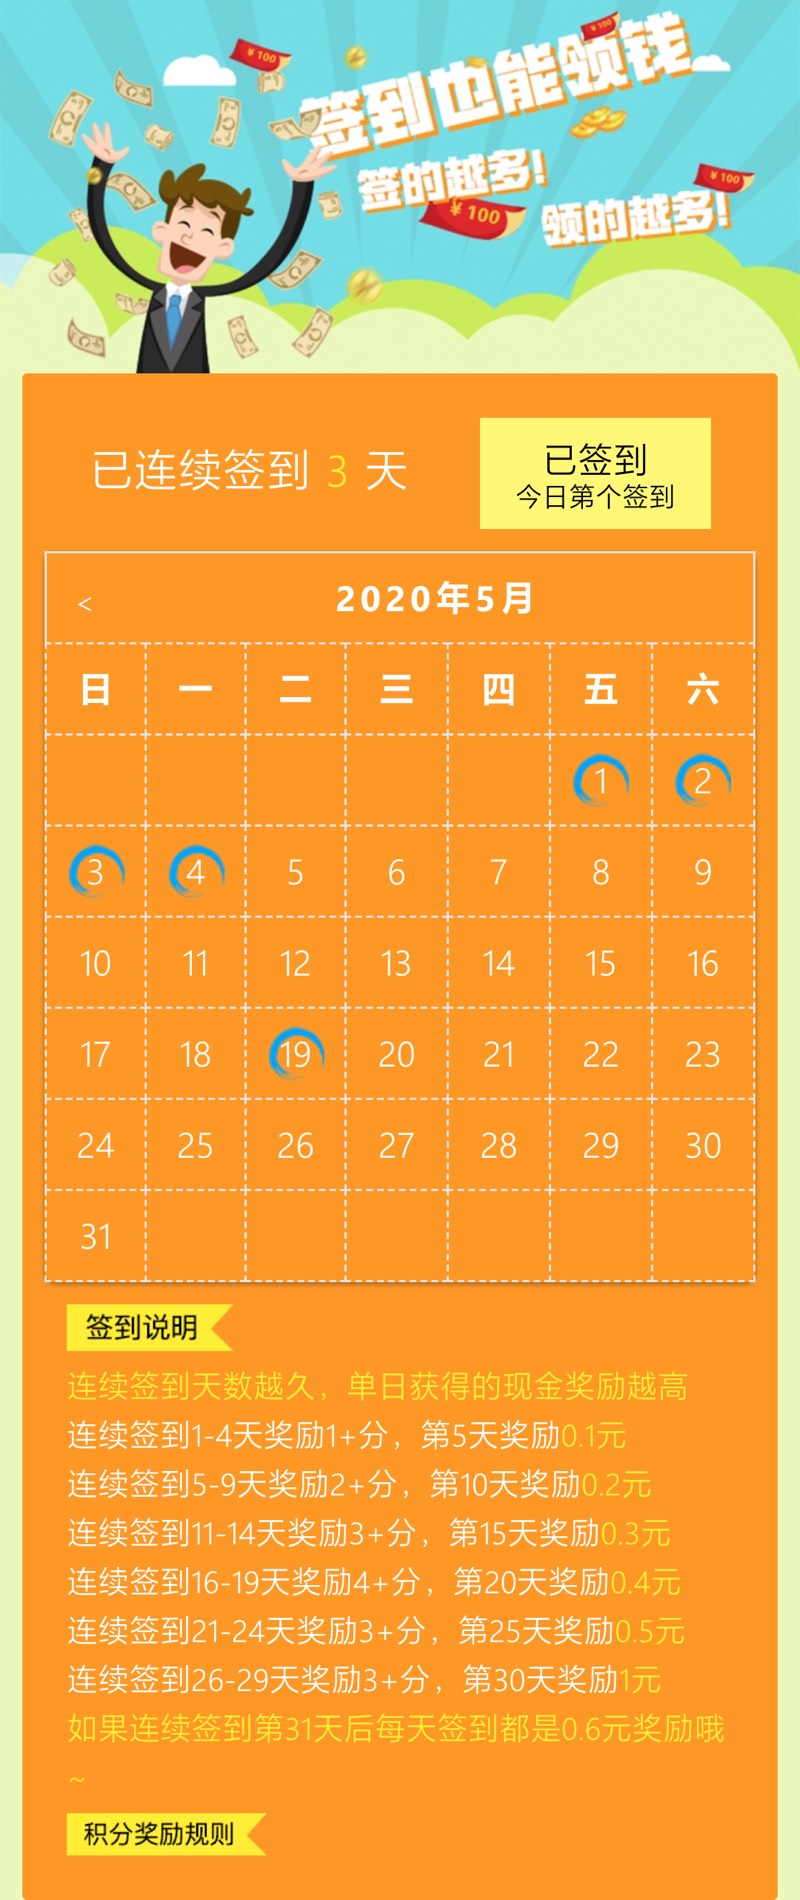 ¥100
¥100
签到也能领钱
签的越多!
¥100
¥100
领的越多!
已连续签到 3 天
已签到
今日第个签到
< 2020年5月
日 一 二 三 四 五 六
1 2
3 4 5 6 7 8 9
10 11 12 13 14 15 16
17 18 19 20 21 22 23
24 25 26 27 28 29 30
31
签到说明
连续签到天数越久，单日获得的现金奖励越高
连续签到1-4天奖励1+分，第5天奖励0.1元
连续签到5-9天奖励2+分，第10天奖励0.2元
连续签到11-14天奖励3+分，第15天奖励0.3元
连续签到16-19天奖励4+分，第20天奖励0.4元
连续签到21-24天奖励3+分，第25天奖励0.5元
连续签到26-29天奖励3+分，第30天奖励1元
如果连续签到第31天后每天签到都是0.6元奖励哦
~
积分奖励规则